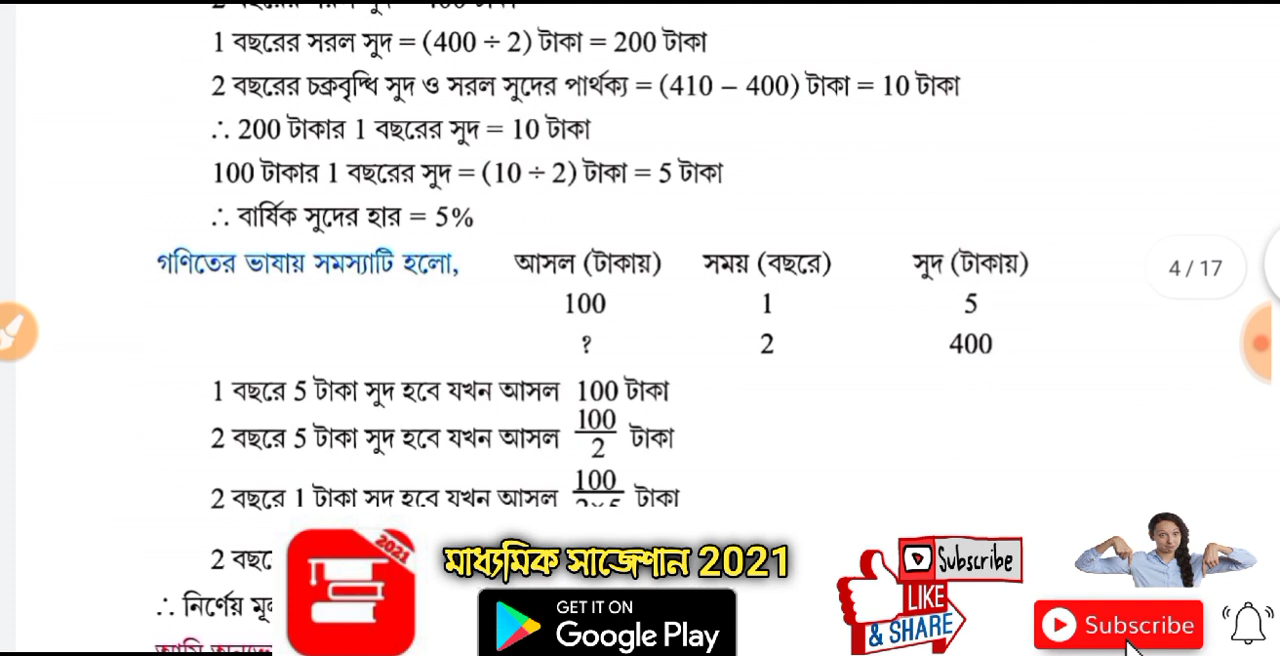 1 বছরের সরল সুদ = (400 ÷ 2) টাকা = 200 টাকা
2 বছরের চক্রবৃদ্ধি সুদ ও সরল সুদের পার্থক্য = (410 – 400) টাকা = 10 টাকা
∴ 200 টাকার 1 বছরের সুদ = 10 টাকা
100 টাকার 1 বছরের সুদ = (10 ÷ 2) টাকা = 5 টাকা
∴ বার্ষিক সুদের হার = 5%
গণিতের ভাষায় সমস্যাটি হলো, আসল (টাকায়) সময় (বছরে) সুদ (টাকায়)
4 / 17
100 1 5
? 2 400
1 বছরে 5 টাকা সুদ হবে যখন আসল 100 টাকা
2 বছরে 5 টাকা সুদ হবে যখন আসল 100/2 টাকা
2 বছরে 1 টাকা সুদ হবে যখন আসল 100 টাকা
2
∴ নির্ণেয়
2021
মাধ্যমিক সাজেশান 2021
GET IT ON
Google Play
Subscribe
LIKE
& SHARE
Subscribe